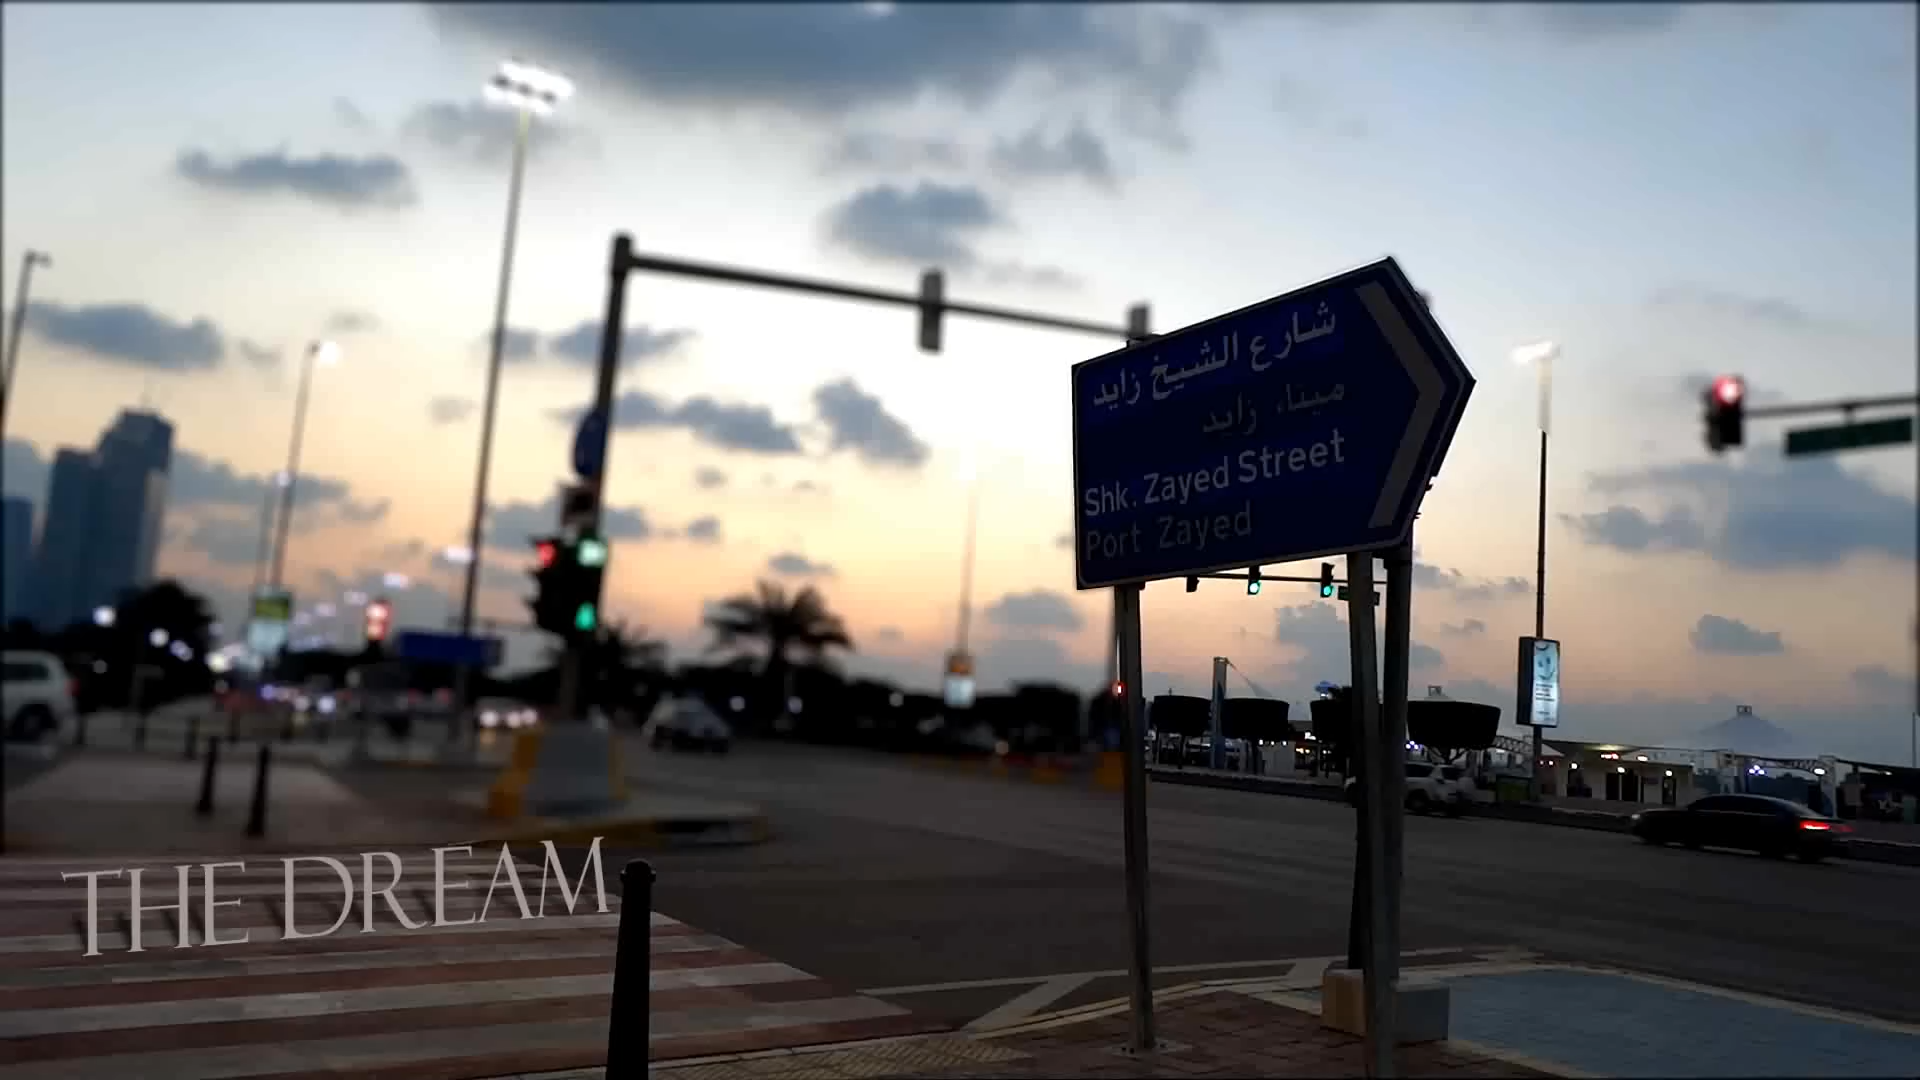 شارع الشيخ زايد
ميناء زايد
Shk. Zayed Street
Port Zayed
THE DREAM